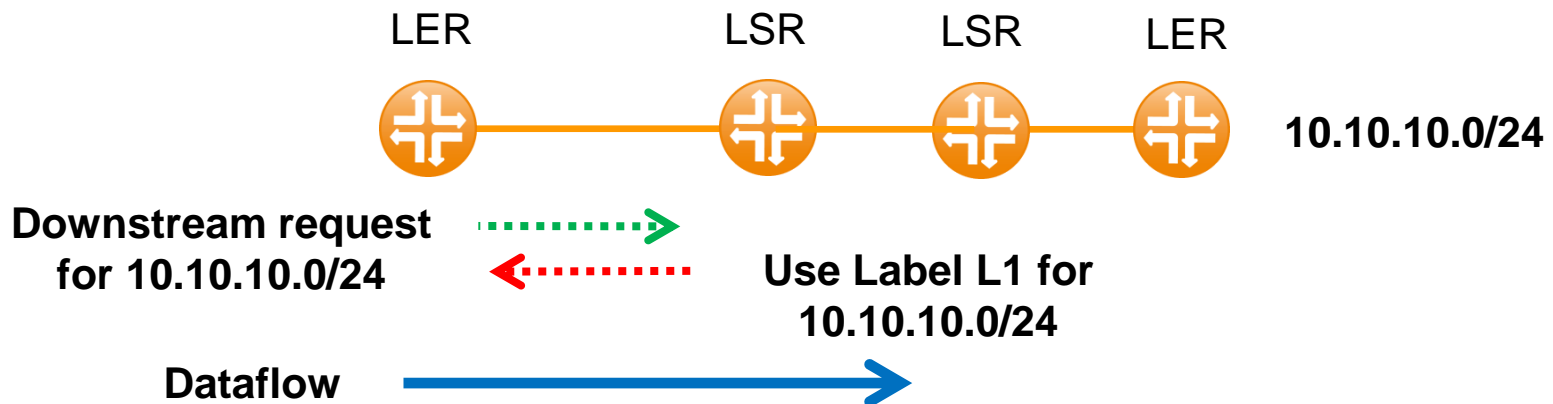 LER
LSR
LSR
LER
10.10.10.0/24
Downstream request
for 10.10.10.0/24
Use Label L1 for
10.10.10.0/24
Dataflow